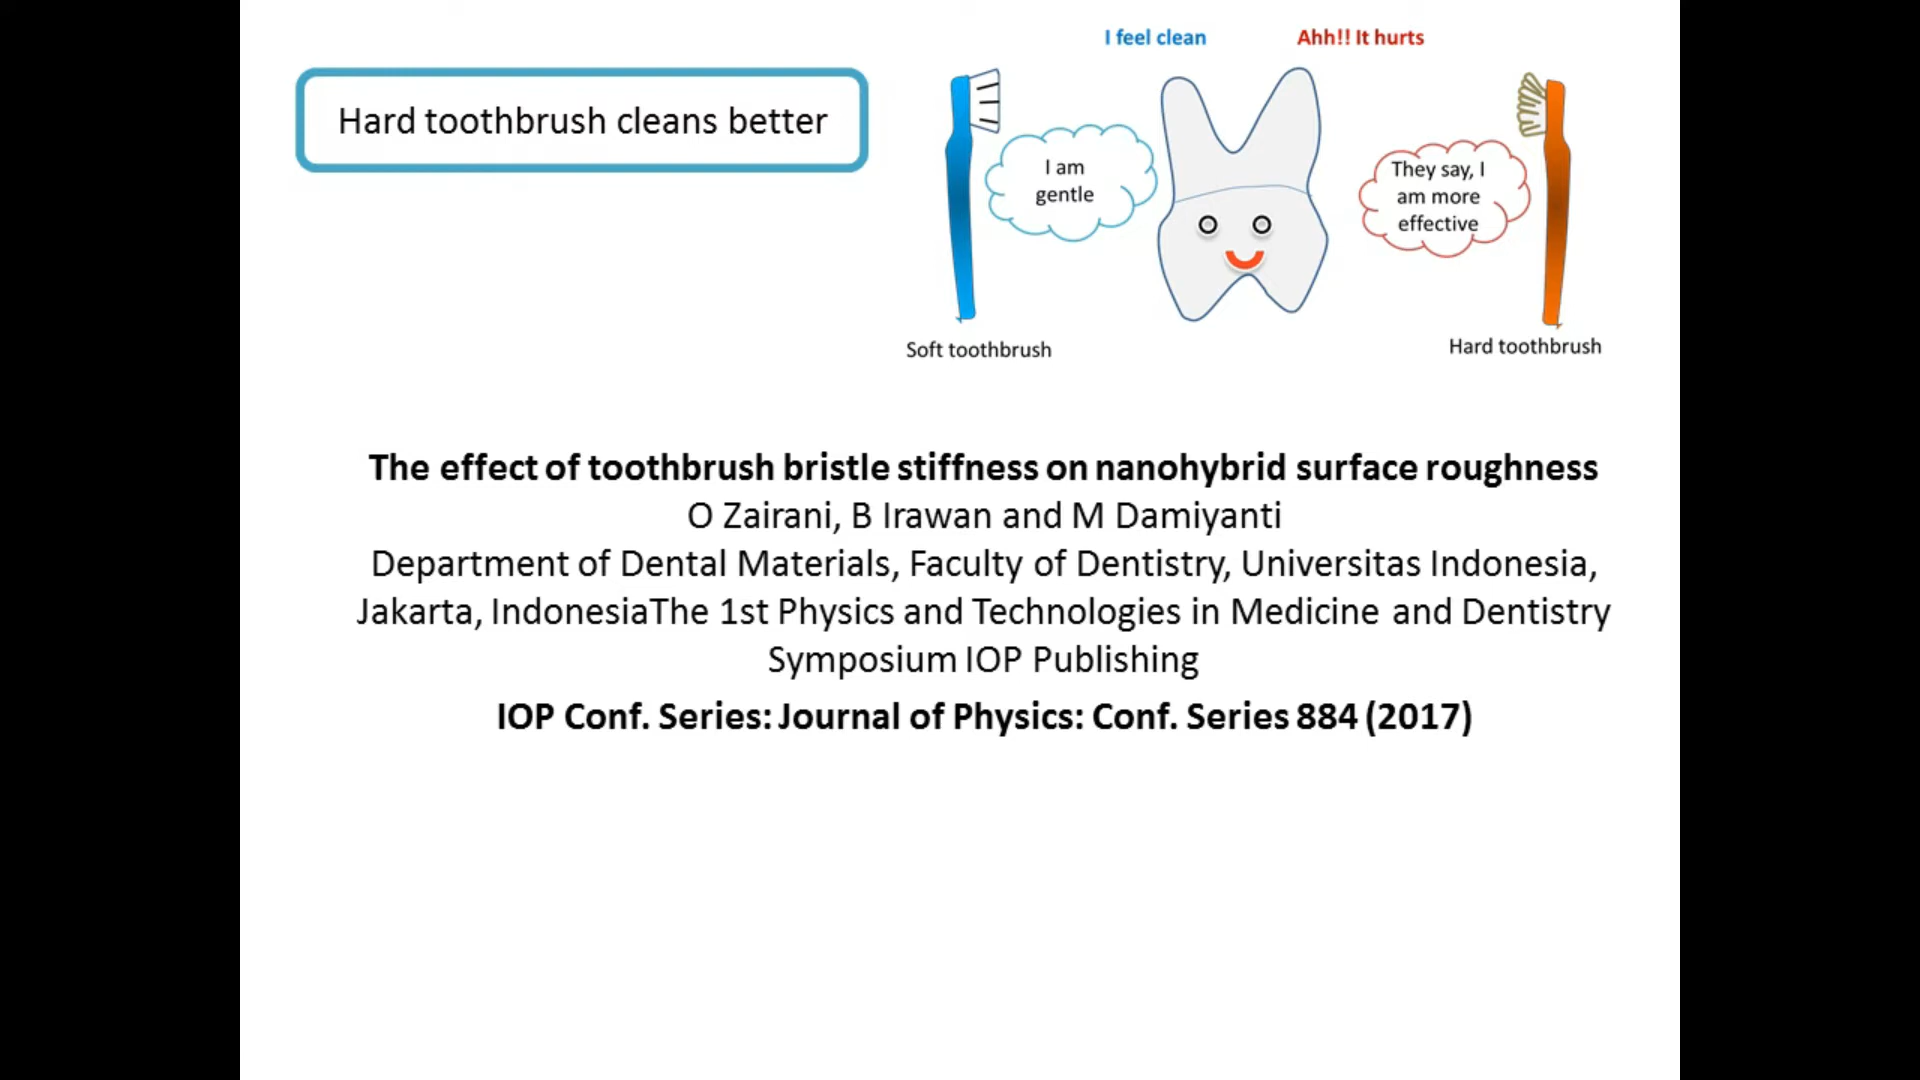 Hard toothbrush cleans better
I feel clean
Ahh!! It hurts
I am
gentle
They say, I
am more
effective
Soft toothbrush
Hard toothbrush
The effect of toothbrush bristle stiffness on nanohybrid surface roughness
O Zairani, B Irawan and M Damiyanti
Department of Dental Materials, Faculty of Dentistry, Universitas Indonesia,
Jakarta, IndonesiaThe 1st Physics and Technologies in Medicine and Dentistry
Symposium IOP Publishing
IOP Conf. Series: Journal of Physics: Conf. Series 884 (2017)